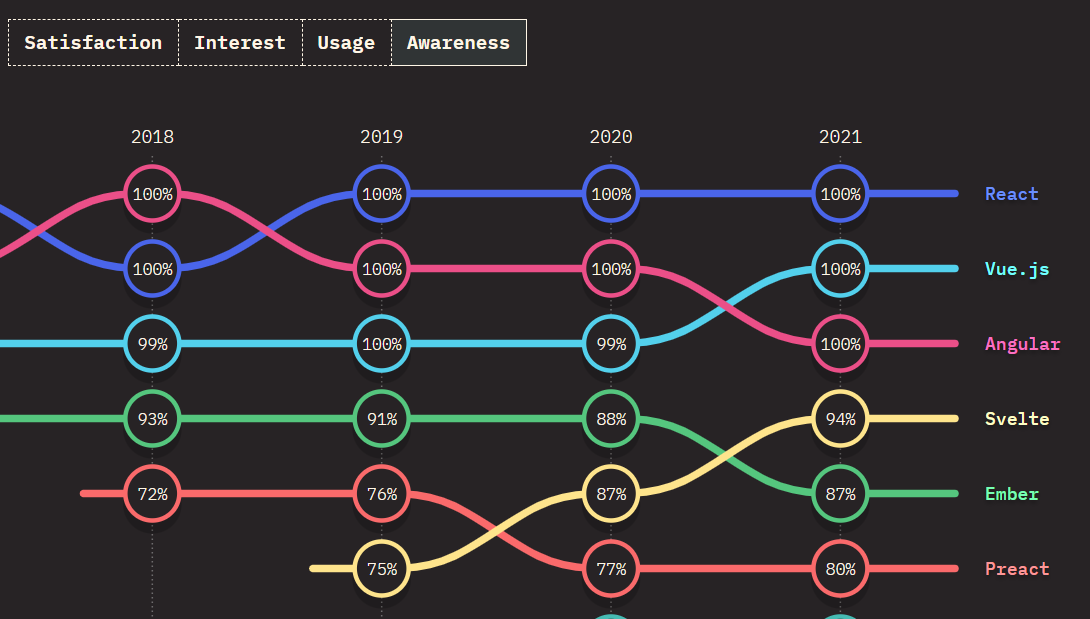 Satisfaction Interest Usage Awareness
2018 2019 2020 2021
100% 100% 100% 100% React
100% 100% 100% 100% Vue.js
99% 100% 99% 100% Angular
93% 91% 88% 94% Svelte
72% 76% 87% 87% Ember
75% 77% 80% Preact